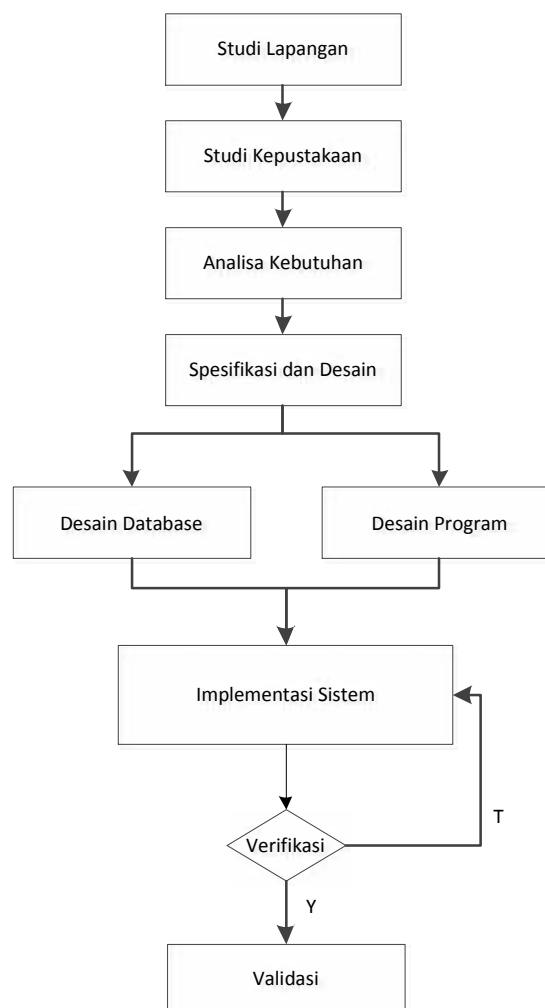 Studi Lapangan
Studi Kepustakaan
Analisa Kebutuhan
Spesifikasi dan Desain
Desain Database
Desain Program
Implementasi Sistem
T
Verifikasi
Y
Validasi